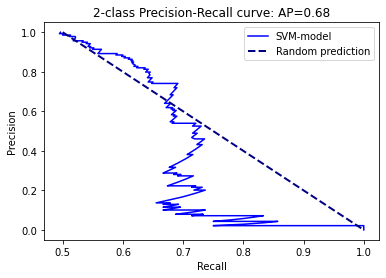 2-class Precision-Recall curve: AP=0.68
SVM-model
Random prediction
Precision
1.0
0.8
0.6
0.4
0.2
0.0
0.5 0.6 0.7 0.8 0.9 1.0
Recall